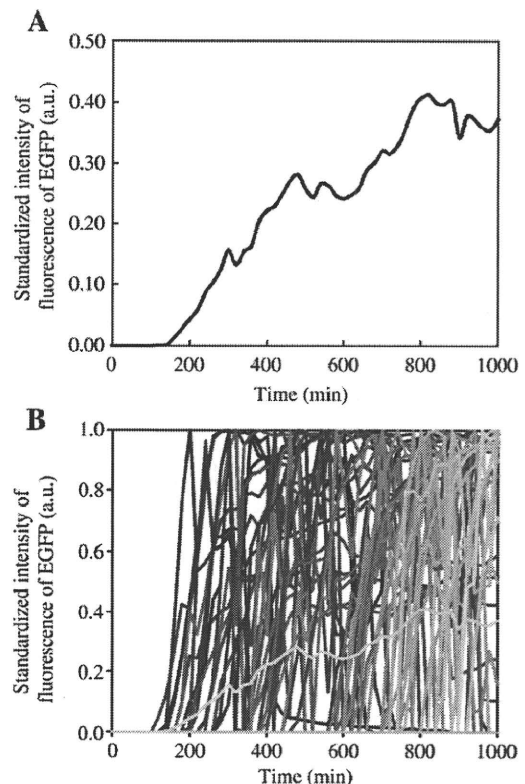 A
Standardized intensity of
fluorescence of EGFP (a.u.)
0.50
0.40
0.30
0.20
0.10
0.00
0 200 400 600 800 1000
Time (min)
B
Standardized intensity of
fluorescence of EGFP (a.u.)
1.0
0.8
0.6
0.4
0.2
0.0
0 200 400 600 800 1000
Time (min)